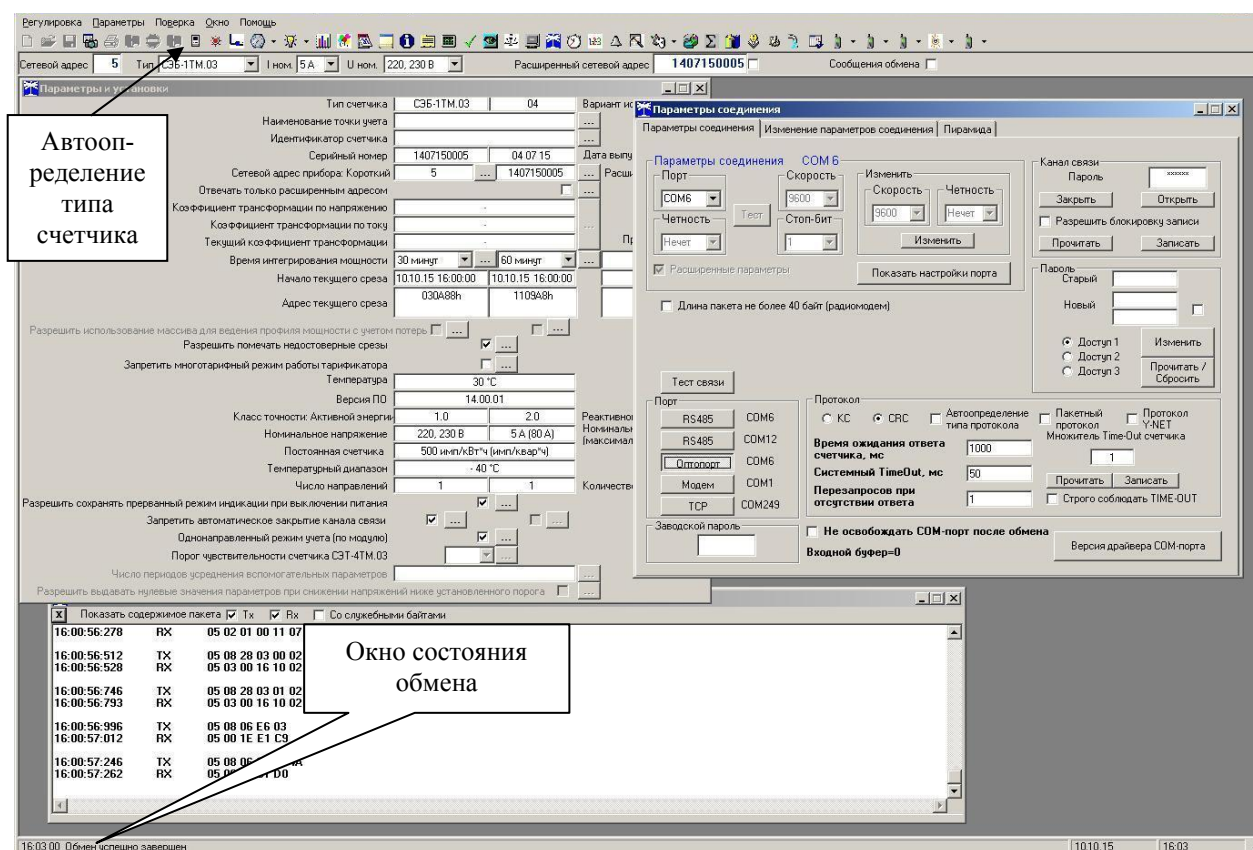 Регулировка Параметры Поверка Окно Помощь
Сетевой адрес 5 Тип СЭБ-1ТМ.03 I ном. 5 А U ном. 220, 230 В Расширенный сетевой адрес 1407150005 Сообщения обмена
Параметры и установки
Тип счетчика СЭБ-1ТМ.03 04
Наименование точки учета
Идентификатор счетчика
Серийный номер 1407150005 04 07 15
Сетевой адрес прибора: Короткий 5 ... 1407150005 ...
Отвечать только расширенным адресом ...
Коэффициент трансформации по напряжению -
Коэффициент трансформации по току -
Текущий коэффициент трансформации -
Время интегрирования мощности 30 минут ... 60 минут ...
Начало текущего среза 10.10.15 16:00:00 10.10.15 16:00:00
Адрес текущего среза 030A88h 1109A8h
Разрешить использование массива для ведения профиля мощности с учетом потерь ... ...
Разрешить помечать недостоверные срезы ...
Запретить многотарифный режим работы тарификатора ...
Температура 30 °С
Версия ПО 14.00.01
Класс точности: Активной энергии 1.0 2.0
Номинальное напряжение 220, 230 В 5 А (80 А)
Постоянная счетчика 500 имп/кВт*ч (имп/квар*ч)
Температурный диапазон - 40 °С
Число направлений 1 1
Разрешить сохранять прерванный режим индикации при выключении питания ...
Запретить автоматическое закрытие канала связи ... ...
Однонаправленный режим учета (по модулю) ...
Порог чувствительности счетчика СЭТ-4ТМ.03 ...
Число периодов усреднения вспомогательных параметров ...
Разрешить выдавать нулевые значения параметров при снижении напряжений ниже установленного порога ...
Автооп-
ределение
типа
счетчика
Параметры соединения
Параметры соединения Изменение параметров соединения Пирамида
Параметры соединения COM 6
Порт Скорость
COM6 9600
Четность Тест Стоп-бит
Нечет 1
Расширенные параметры
Изменить
Скорость Четность
9600 Нечет
Изменить
Показать настройки порта
Канал связи
Пароль ******
Закрыть Открыть
Разрешить блокировку записи
Прочитать Записать
Пароль
Старый
Новый
Доступ 1 Изменить
Доступ 2
Доступ 3 Прочитать /
Сбросить
Длина пакета не более 40 байт (радиомодем)
Тест связи
Порт
RS485 COM6
RS485 COM12
Оптопорт COM6
Модем COM1
TCP COM249
Заводской пароль
Протокол
КС CRC Автоопределение
типа протокола
Пакетный
протокол
Протокол
Y-NET
Время ожидания ответа
счетчика, мс 1000
Системный TimeOut, мс 50
Перезапросов при
отсутствии ответа 1
Множитель Time-Out счетчика
1
Прочитать Записать
Строго соблюдать TIME-OUT
Не освобождать COM-порт после обмена
Входной буфер=0
Версия драйвера COM-порта
X Показать содержимое пакета Tx Rx Со служебными байтами
16:00:56:278 RX 05 02 01 00 11 07
16:00:56:512 TX 05 08 28 03 00 02
16:00:56:528 RX 05 03 00 16 10 02
16:00:56:746 TX 05 08 28 03 01 02
16:00:56:793 RX 05 03 00 16 10 02
16:00:56:996 TX 05 08 06 E6 03
16:00:57:012 RX 05 00 1E E1 C9
16:00:57:246 TX 05 08 06
16:00:57:262 RX 05 D0
Окно состояния
обмена
16:03:00 Обмен успешно завершен 10.10.15 16:03